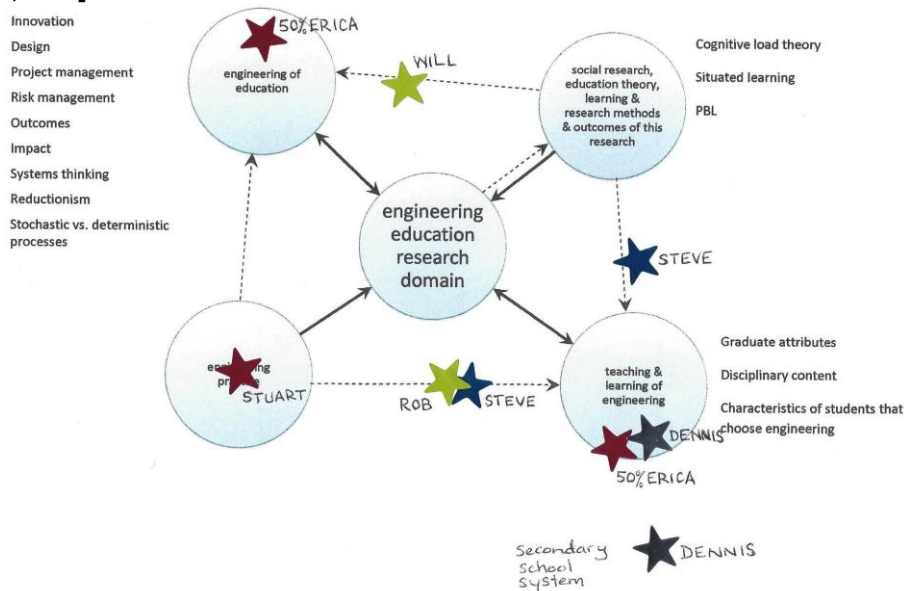 Innovation
Design
Project management
Risk management
Outcomes
Impact
Systems thinking
Reductionism
Stochastic vs. deterministic
processes
50% ERICA
engineering of
education
WILL
social research,
education theory,
learning &
research methods
& outcomes of this
research
Cognitive load theory
Situated learning
PBL
engineering
education
research
domain
STEVE
STUART
ROB
STEVE
teaching &
learning of
engineering
DENNIS
50% ERICA
Graduate attributes
Disciplinary content
Characteristics of students that
choose engineering
Secondary
school
system
DENNIS